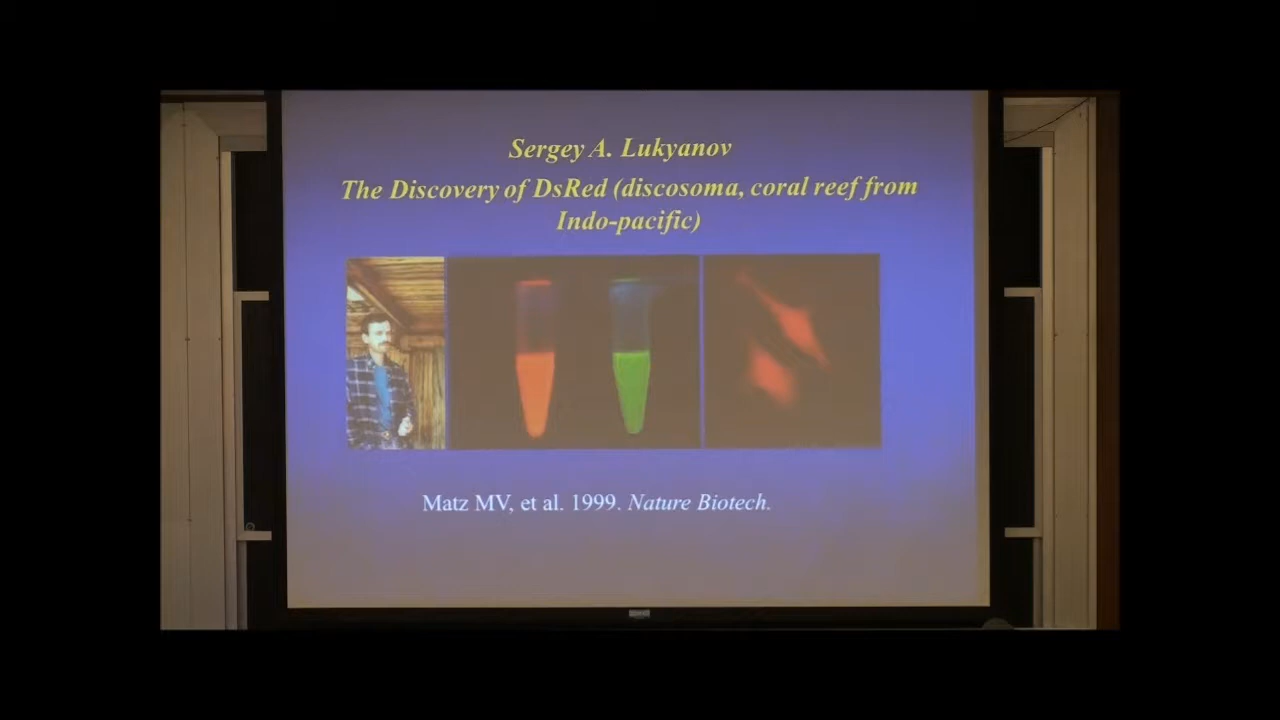 Sergey A. Lukyanov
The Discovery of DsRed (discosoma, coral reef from
Indo-pacific)
Matz MV, et al. 1999. Nature Biotech.